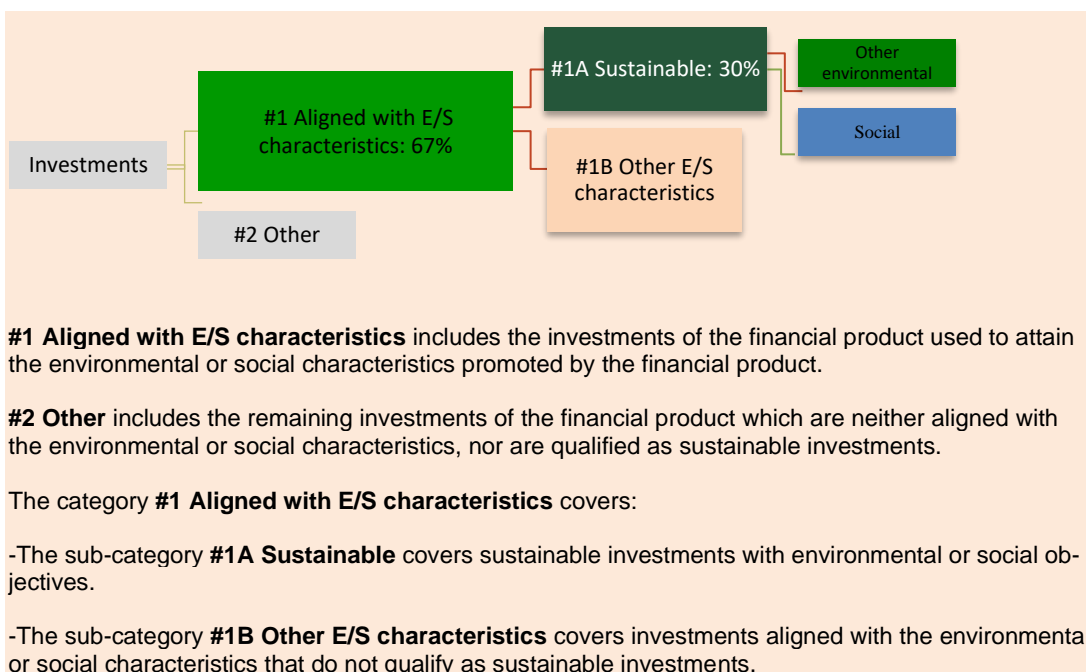 Other
environmental
#1A Sustainable: 30%
#1 Aligned with E/S
characteristics: 67%
Social
Investments
#1B Other E/S
characteristics
#2 Other
#1 Aligned with E/S characteristics includes the investments of the financial product used to attain
the environmental or social characteristics promoted by the financial product.
#2 Other includes the remaining investments of the financial product which are neither aligned with
the environmental or social characteristics, nor are qualified as sustainable investments.
The category #1 Aligned with E/S characteristics covers:
-The sub-category #1A Sustainable covers sustainable investments with environmental or social ob-
jectives.
-The sub-category #1B Other E/S characteristics covers investments aligned with the environmenta
or social characteristics that do not qualify as sustainable investments.